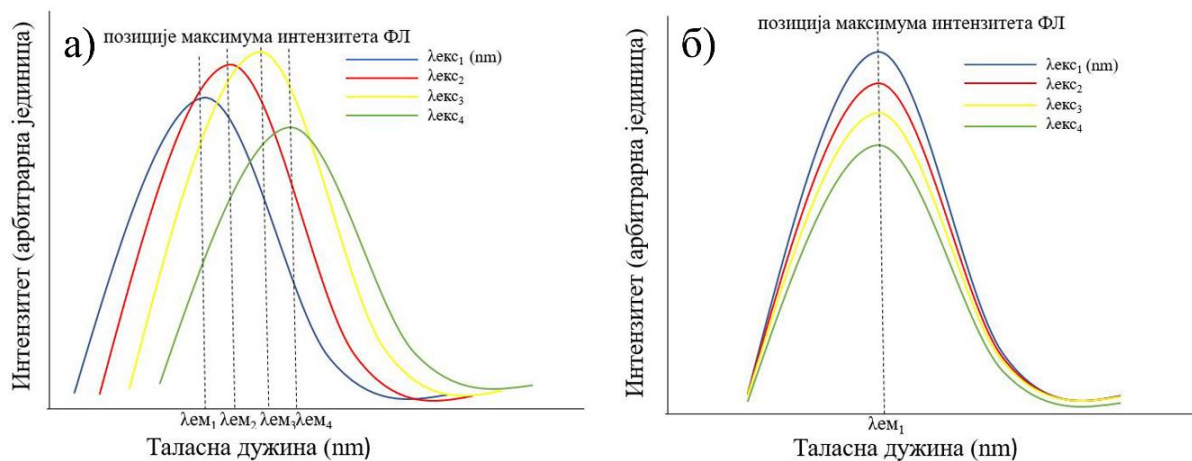 а)
позиције максимума интензитета ФЛ
λекс₁ (nm)
λекс₂
λекс₃
λекс₄
Интензитет (арбитрарна јединица)
λем₁ λем₂ λем₃ λем₄
Таласна дужина (nm)
б)
позиција максимума интензитета ФЛ
λекс₁ (nm)
λекс₂
λекс₃
λекс₄
Интензитет (арбитрарна јединица)
λем₁
Таласна дужина (nm)